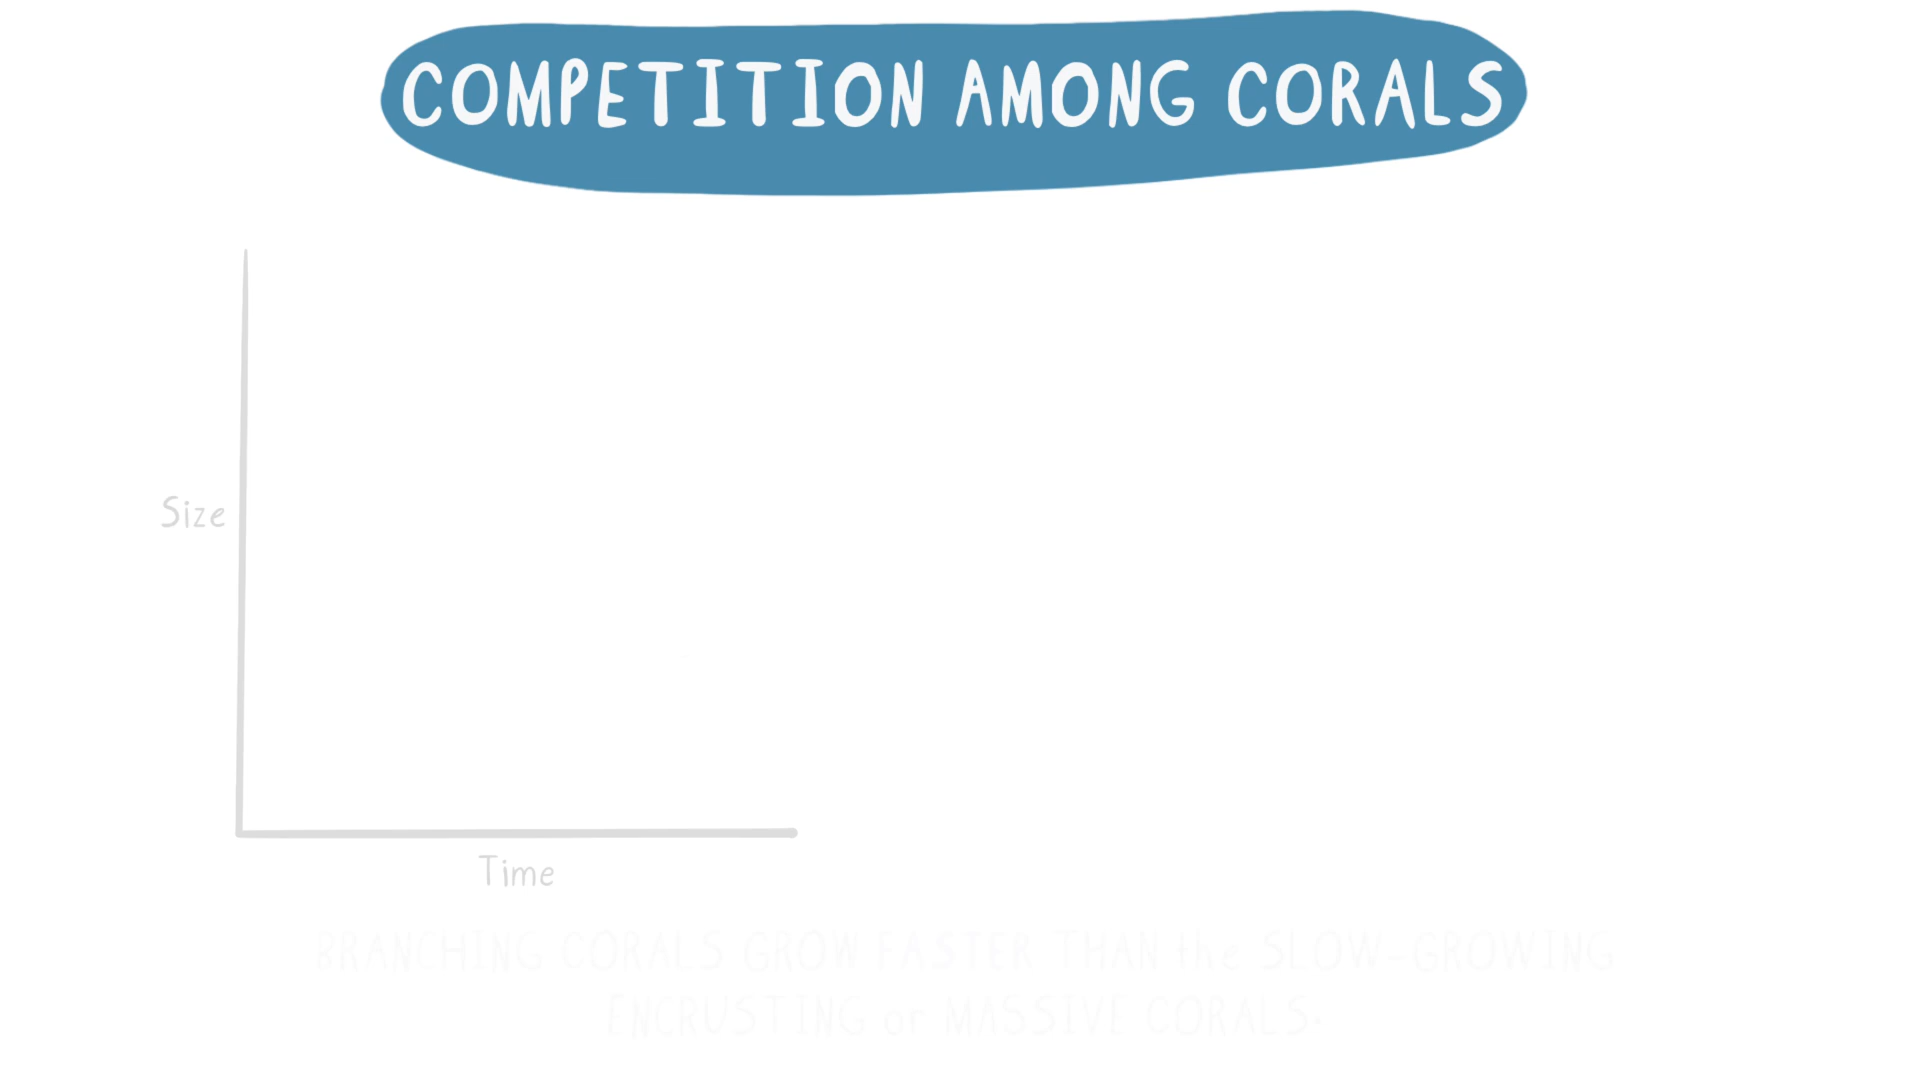 COMPETITION AMONG CORALS
Size
Time
BRANCHING CORALS GROW FASTER THAN the SLOW-GROWING
ENCRUSTING or MASSIVE CORALS.